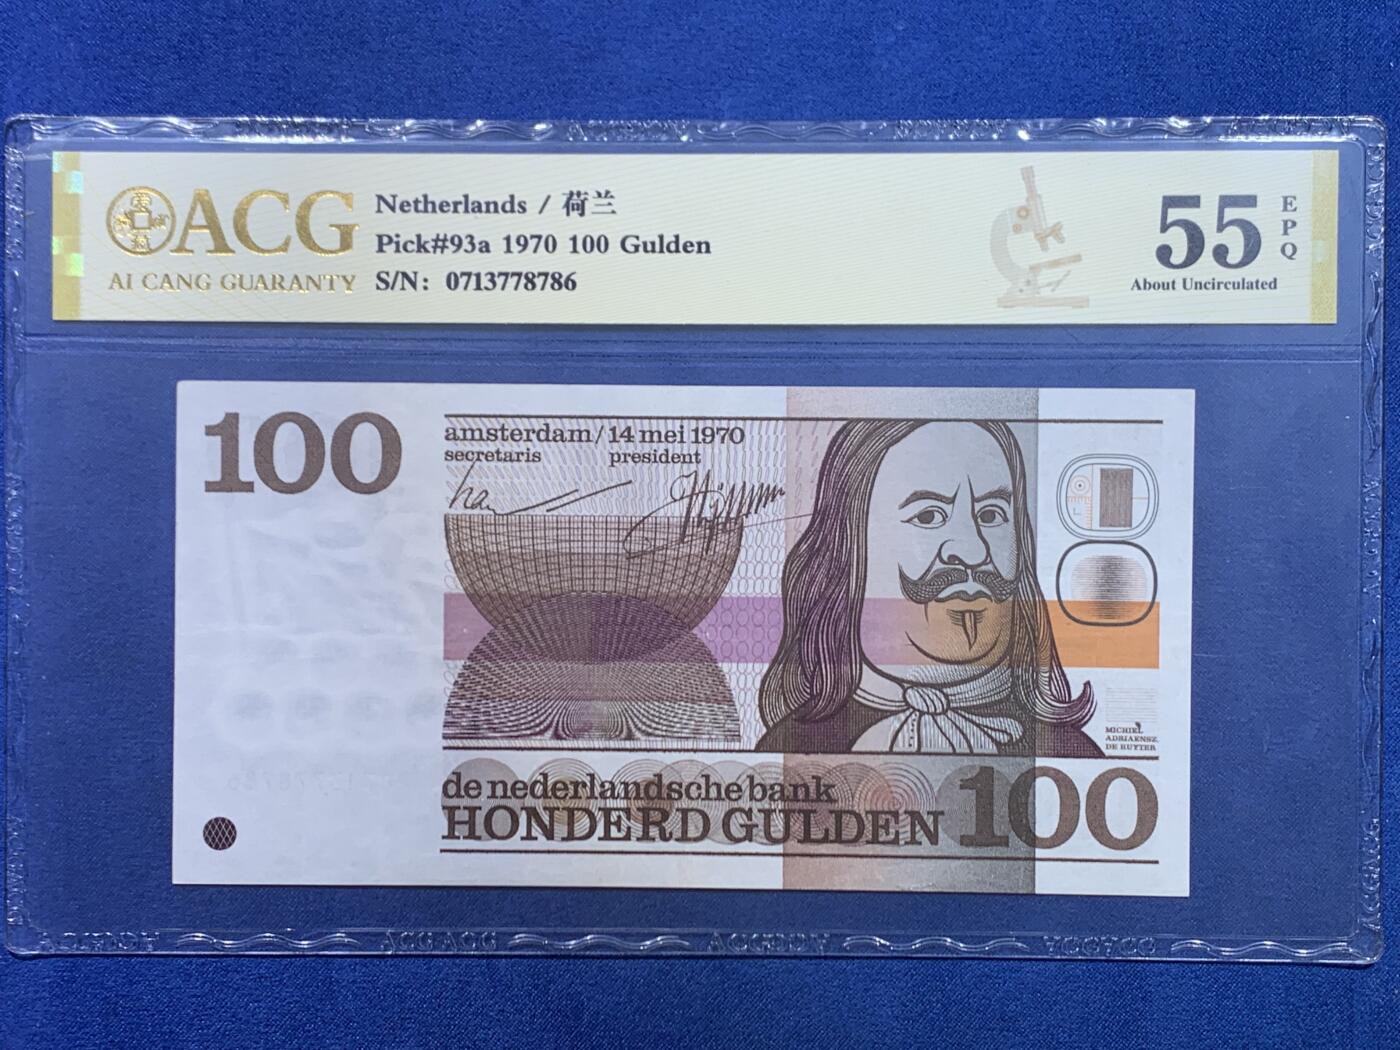 ACG
AI CANG GUARANTY
Netherlands / 荷兰
Pick#93a 1970 100 Gulden
S/N: 0713778786
55
EPQ
About Uncirculated
100
amsterdam/14 mei 1970
secretaris president
MICHIEL
ADRIAENSZ.
DE RUYTER
de nederlandsche bank
HONDERD GULDEN 100
ACGACG